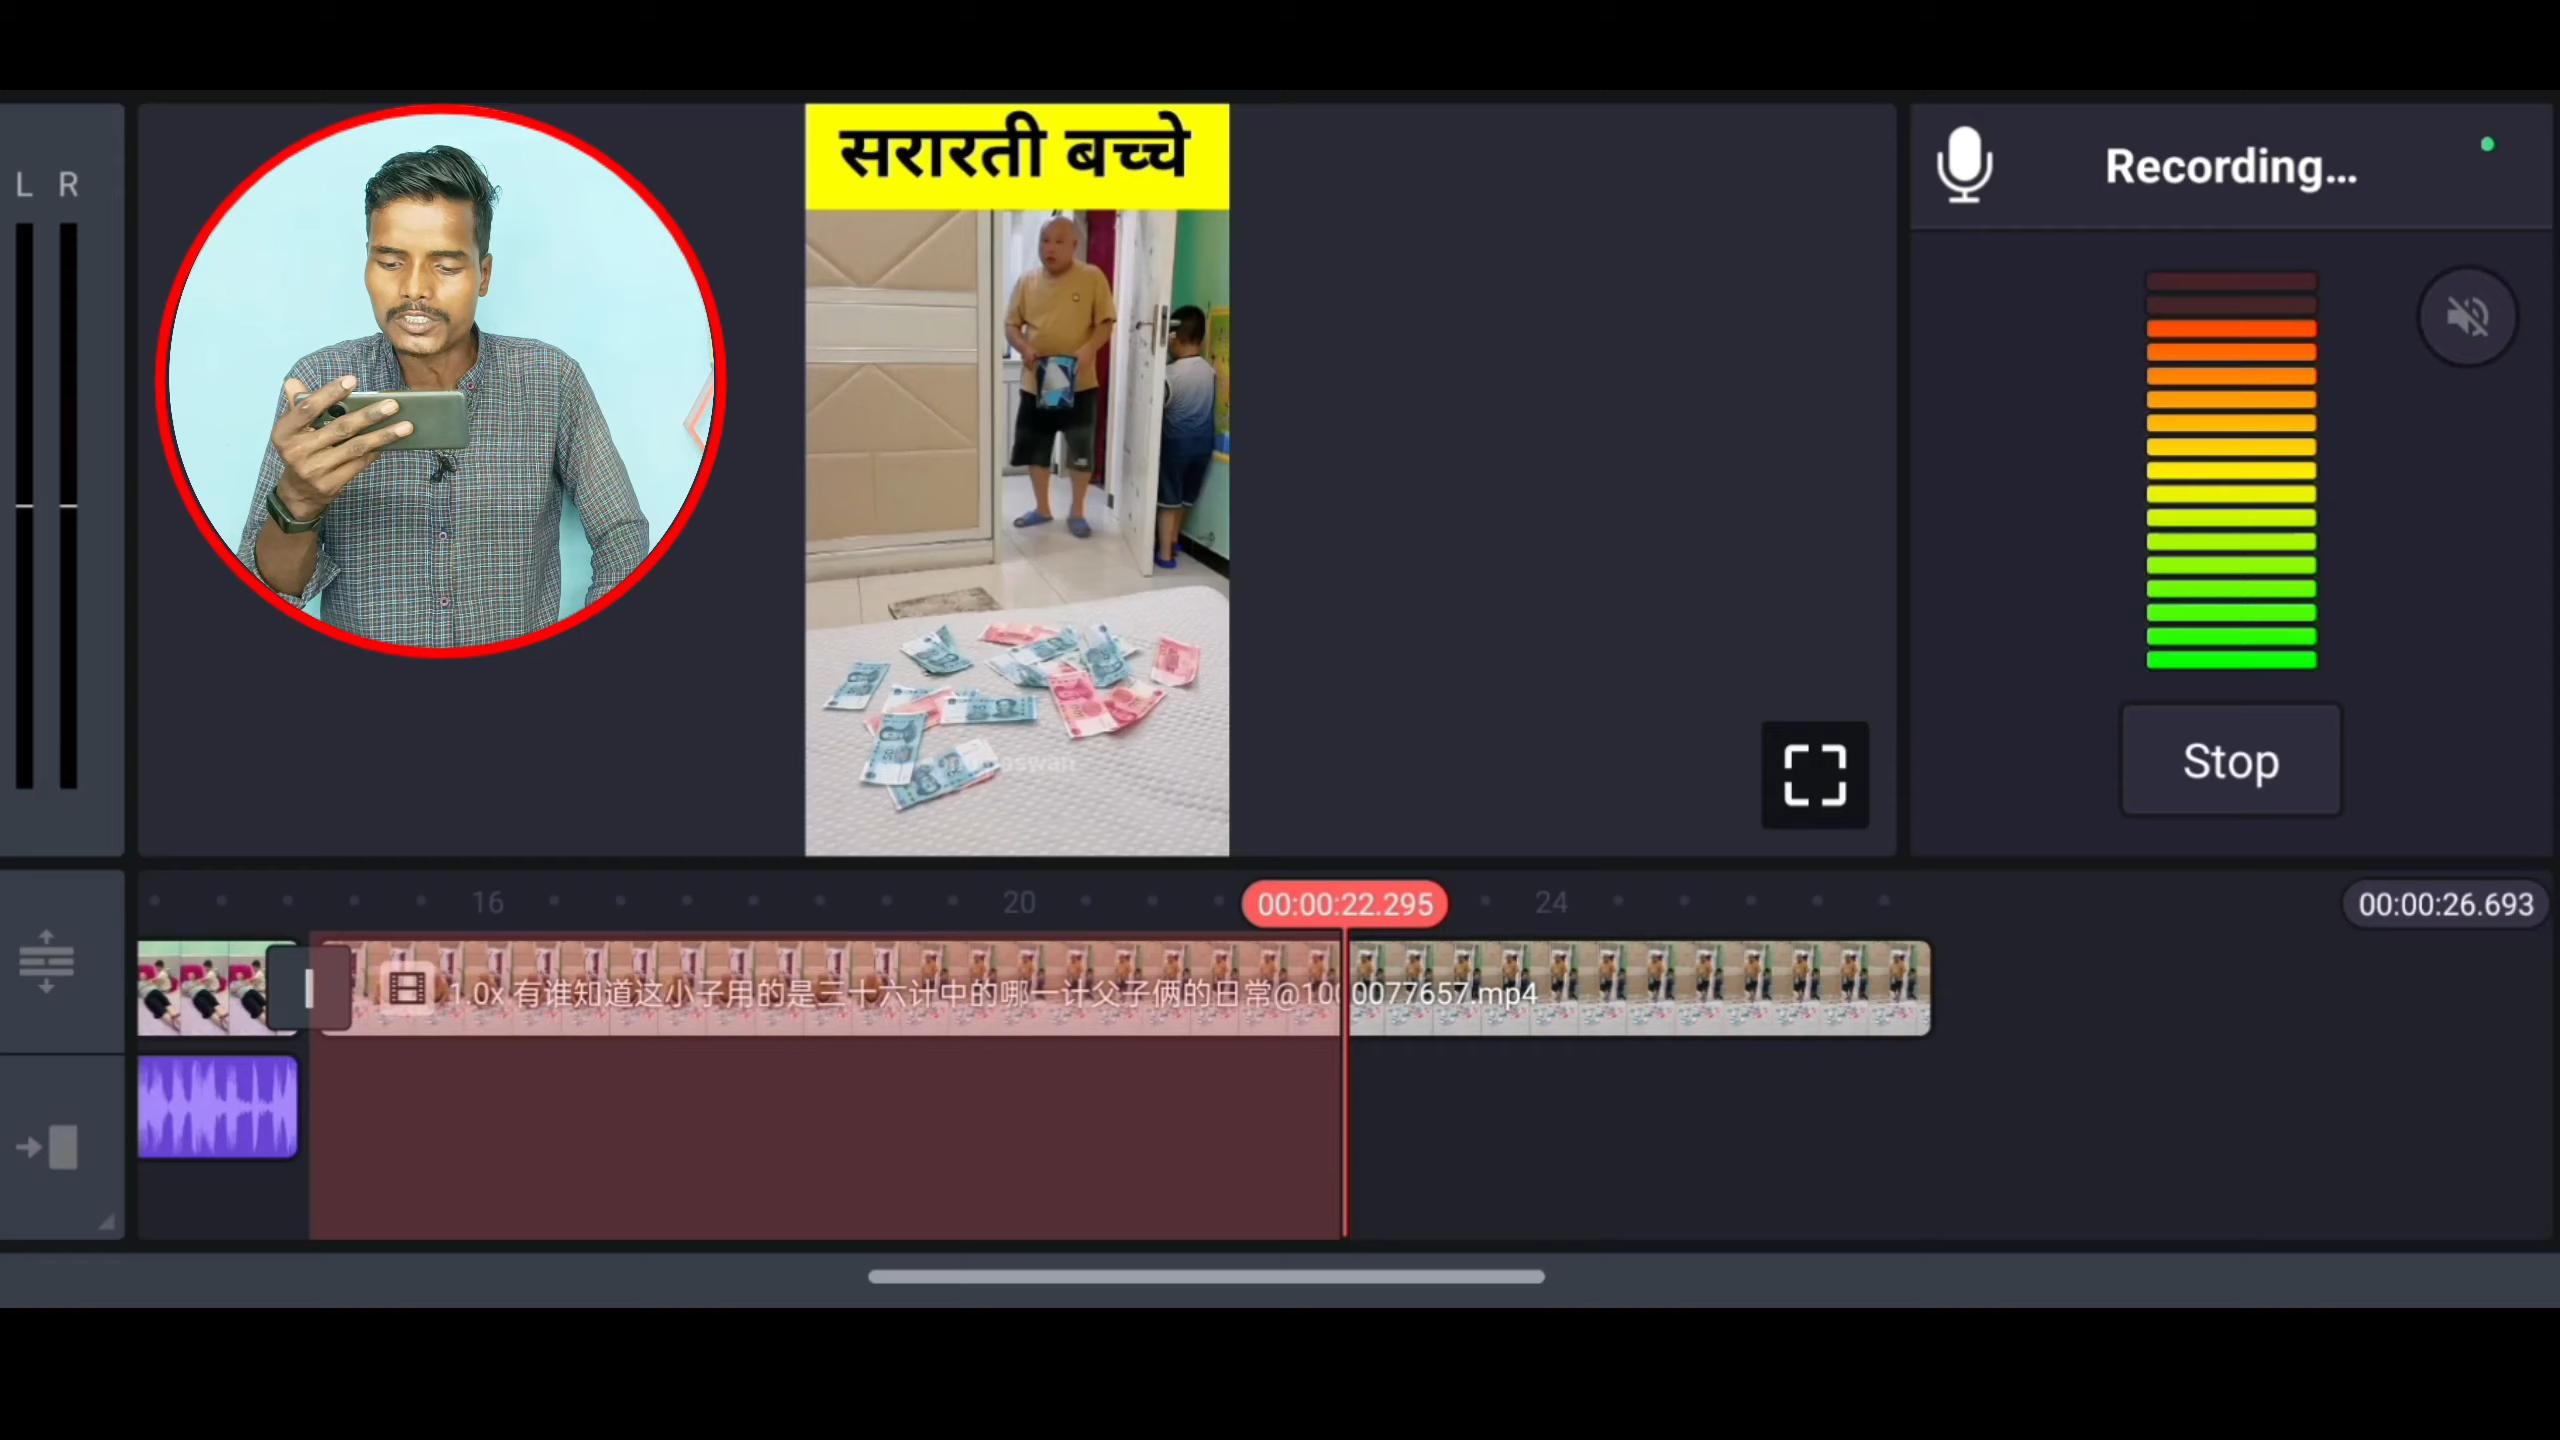 सरारती बच्चे
L R
Recording...
Stop
16
20
00:00:22.295
24
00:00:26.693
1.0x 有谁知道这小子用的是三十六计中的哪一计父子俩的日常@1000077657.mp4